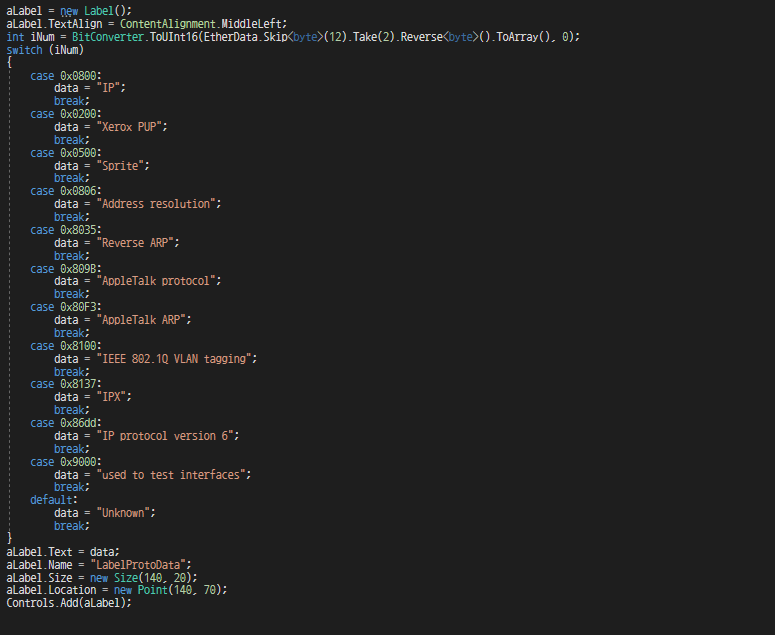 aLabel = new Label();
aLabel.TextAlign = ContentAlignment.MiddleLeft;
int iNum = BitConverter.ToUInt16(EtherData.Skip<byte>(12).Take(2).Reverse<byte>().ToArray(), 0);
switch (iNum)
{
    case 0x0800:
        data = "IP";
        break;
    case 0x0200:
        data = "Xerox PUP";
        break;
    case 0x0500:
        data = "Sprite";
        break;
    case 0x0806:
        data = "Address resolution";
        break;
    case 0x8035:
        data = "Reverse ARP";
        break;
    case 0x809B:
        data = "AppleTalk protocol";
        break;
    case 0x80F3:
        data = "AppleTalk ARP";
        break;
    case 0x8100:
        data = "IEEE 802.1Q VLAN tagging";
        break;
    case 0x8137:
        data = "IPX";
        break;
    case 0x86dd:
        data = "IP protocol version 6";
        break;
    case 0x9000:
        data = "used to test interfaces";
        break;
    default:
        data = "Unknown";
        break;
}
aLabel.Text = data;
aLabel.Name = "LabelProtoData";
aLabel.Size = new Size(140, 20);
aLabel.Location = new Point(140, 70);
Controls.Add(aLabel);